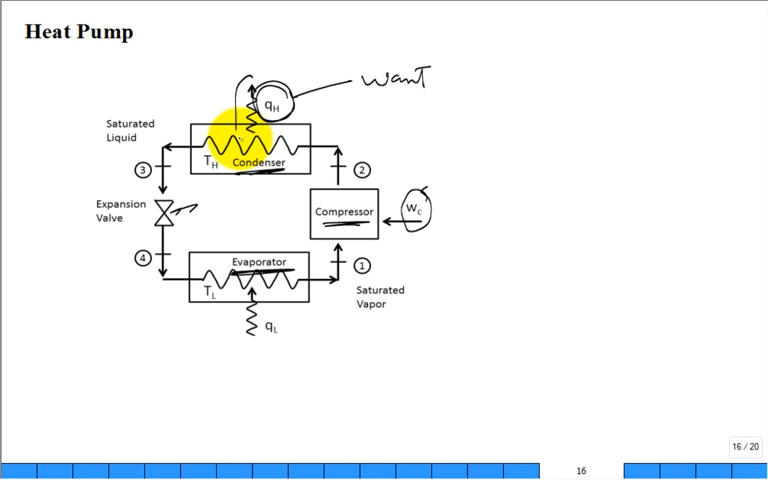 Heat Pump
want
qH
Saturated
Liquid
TH Condenser
3
2
Expansion
Valve
Compressor
Wc
4
Evaporator
1
TL
Saturated
Vapor
qL
16 / 20
16